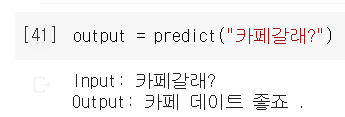 [41] output = predict("카페갈래?")
Input: 카페갈래?
Output: 카페 데이트 좋죠 .